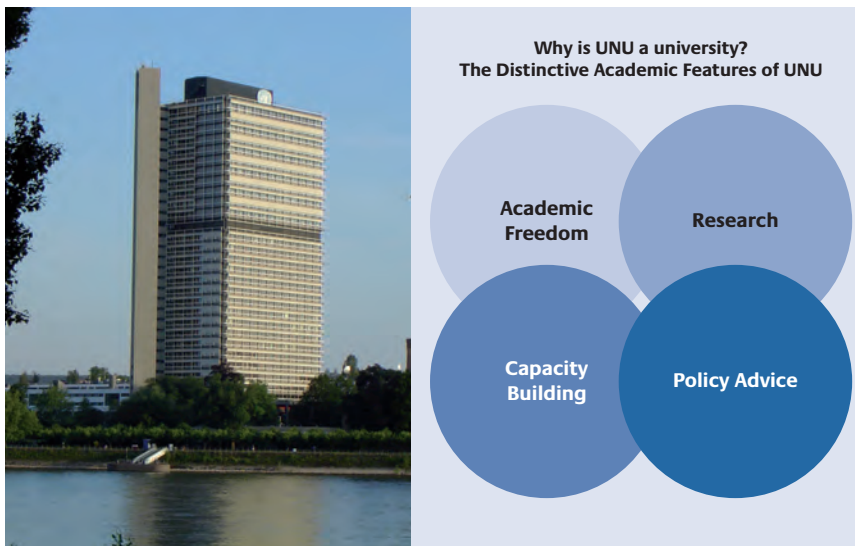 Why is UNU a university?
The Distinctive Academic Features of UNU
Academic
Freedom
Research
Capacity
Building
Policy Advice